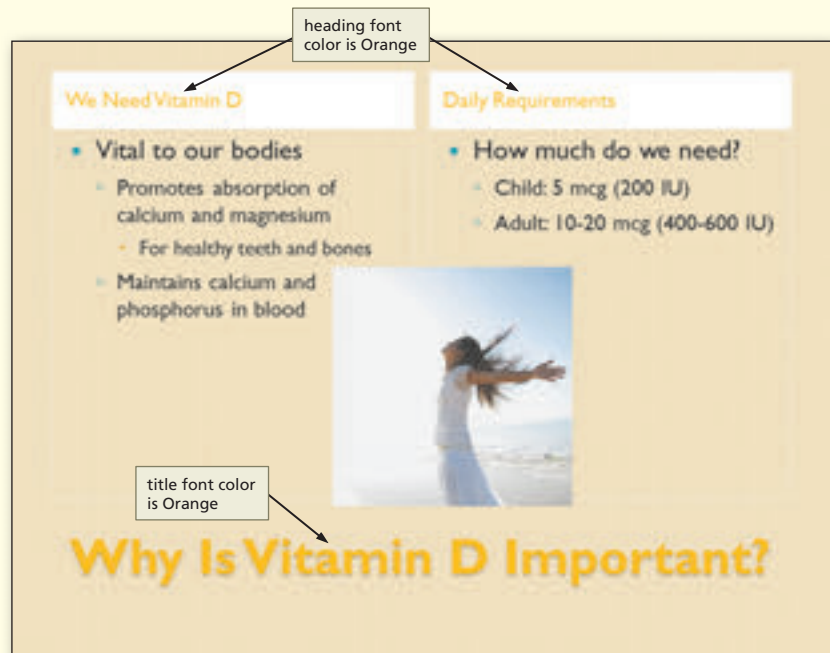 heading font
color is Orange
We Need Vitamin D
• Vital to our bodies
Promotes absorption of
calcium and magnesium
For healthy teeth and bones
Maintains calcium and
phosphorus in blood
Daily Requirements
• How much do we need?
Child: 5 mcg (200 IU)
Adult: 10-20 mcg (400-600 IU)
title font color
is Orange
Why Is Vitamin D Important?